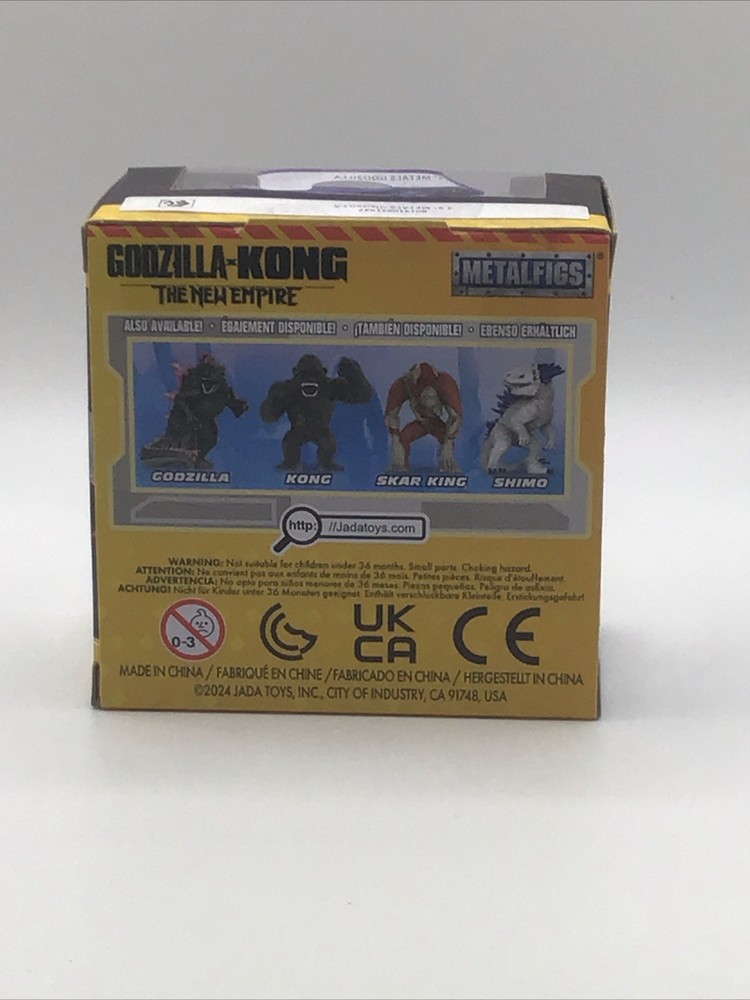 GODZILLA×KONG
THE NEW EMPIRE
METALFIGS®
ALSO AVAILABLE! • ÉGALEMENT DISPONIBLE! • ¡TAMBIÉN DISPONIBLE! • EBENSO ERHÄLTLICH
GODZILLA KONG SKAR KING SHIMO
http: //Jadatoys.com
WARNING: Not suitable for children under 36 months. Small parts. Choking hazard.
ATTENTION: Ne convient pas aux enfants de moins de 36 mois. Petites pièces. Risque d'étouffement.
ADVERTENCIA: No apto para niños menores de 36 meses. Piezas pequeñas. Peligro de asfixia.
ACHTUNG! Nicht für Kinder unter 36 Monaten geeignet. Enthält verschluckbare Kleinteile. Erstickungsgefahr!
0-3
UK
CA
CE
MADE IN CHINA / FABRIQUÉ EN CHINE / FABRICADO EN CHINA / HERGESTELLT IN CHINA
©2024 JADA TOYS, INC., CITY OF INDUSTRY, CA 91748, USA